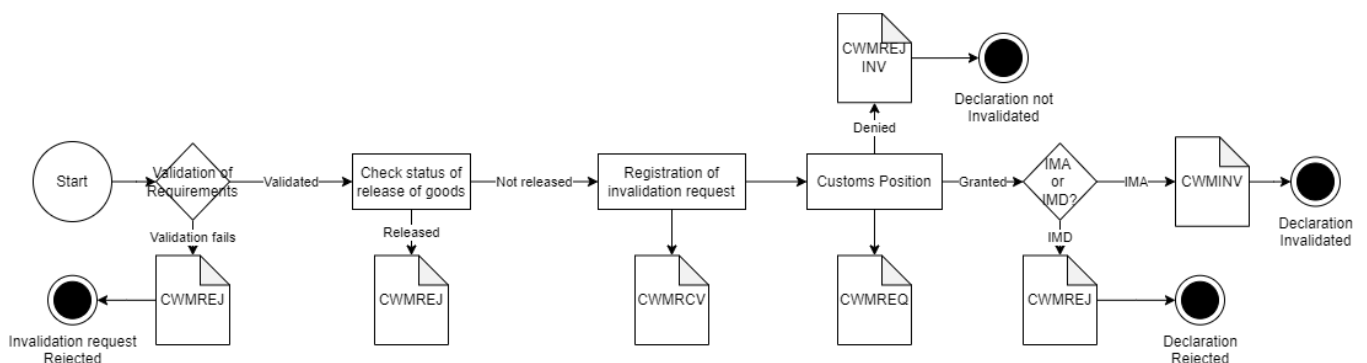 CWMREJ
INV
Declaration not
Invalidated
Denied
Start
Validation of
Requirements
Validated
Check status of
release of goods
Not released
Registration of
invalidation request
Customs Position
Granted
IMA
or
IMD?
IMA
CWMINV
Declaration
Invalidated
Validation fails
Released
IMD
CWMREJ
Invalidation request
Rejected
CWMREJ
CWMRCV
CWMREQ
CWMREJ
Declaration
Rejected